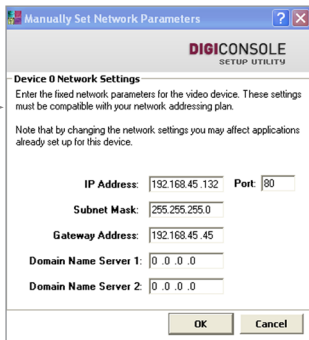 Manually Set Network Parameters
DIGICONSOLE
SETUP UTILITY
Device 0 Network Settings
Enter the fixed network parameters for the video device. These settings
must be compatible with your network addressing plan.
Note that by changing the network settings you may affect applications
already set up for this device.
IP Address: 192.168.45 .132 Port: 80
Subnet Mask: 255.255.255.0
Gateway Address: 192.168.45 .45
Domain Name Server 1: 0 .0 .0 .0
Domain Name Server 2: 0 .0 .0 .0
OK Cancel